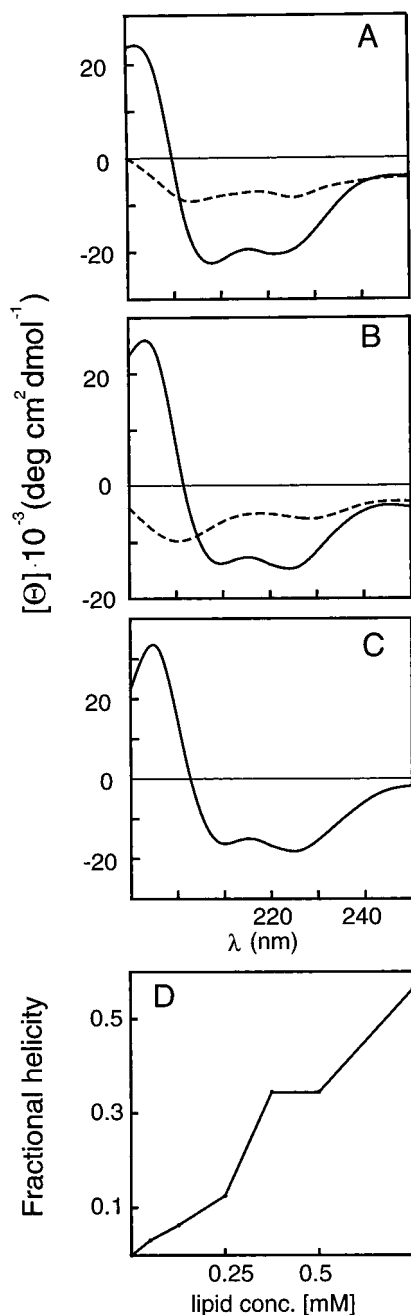 A
20
0
-20
B
20
0
-20
[Θ]·10⁻³ (deg cm² dmol⁻¹)
C
20
0
-20
220 240
λ (nm)
D
0.5
0.3
0.1
Fractional helicity
0.25 0.5
lipid conc. [mM]